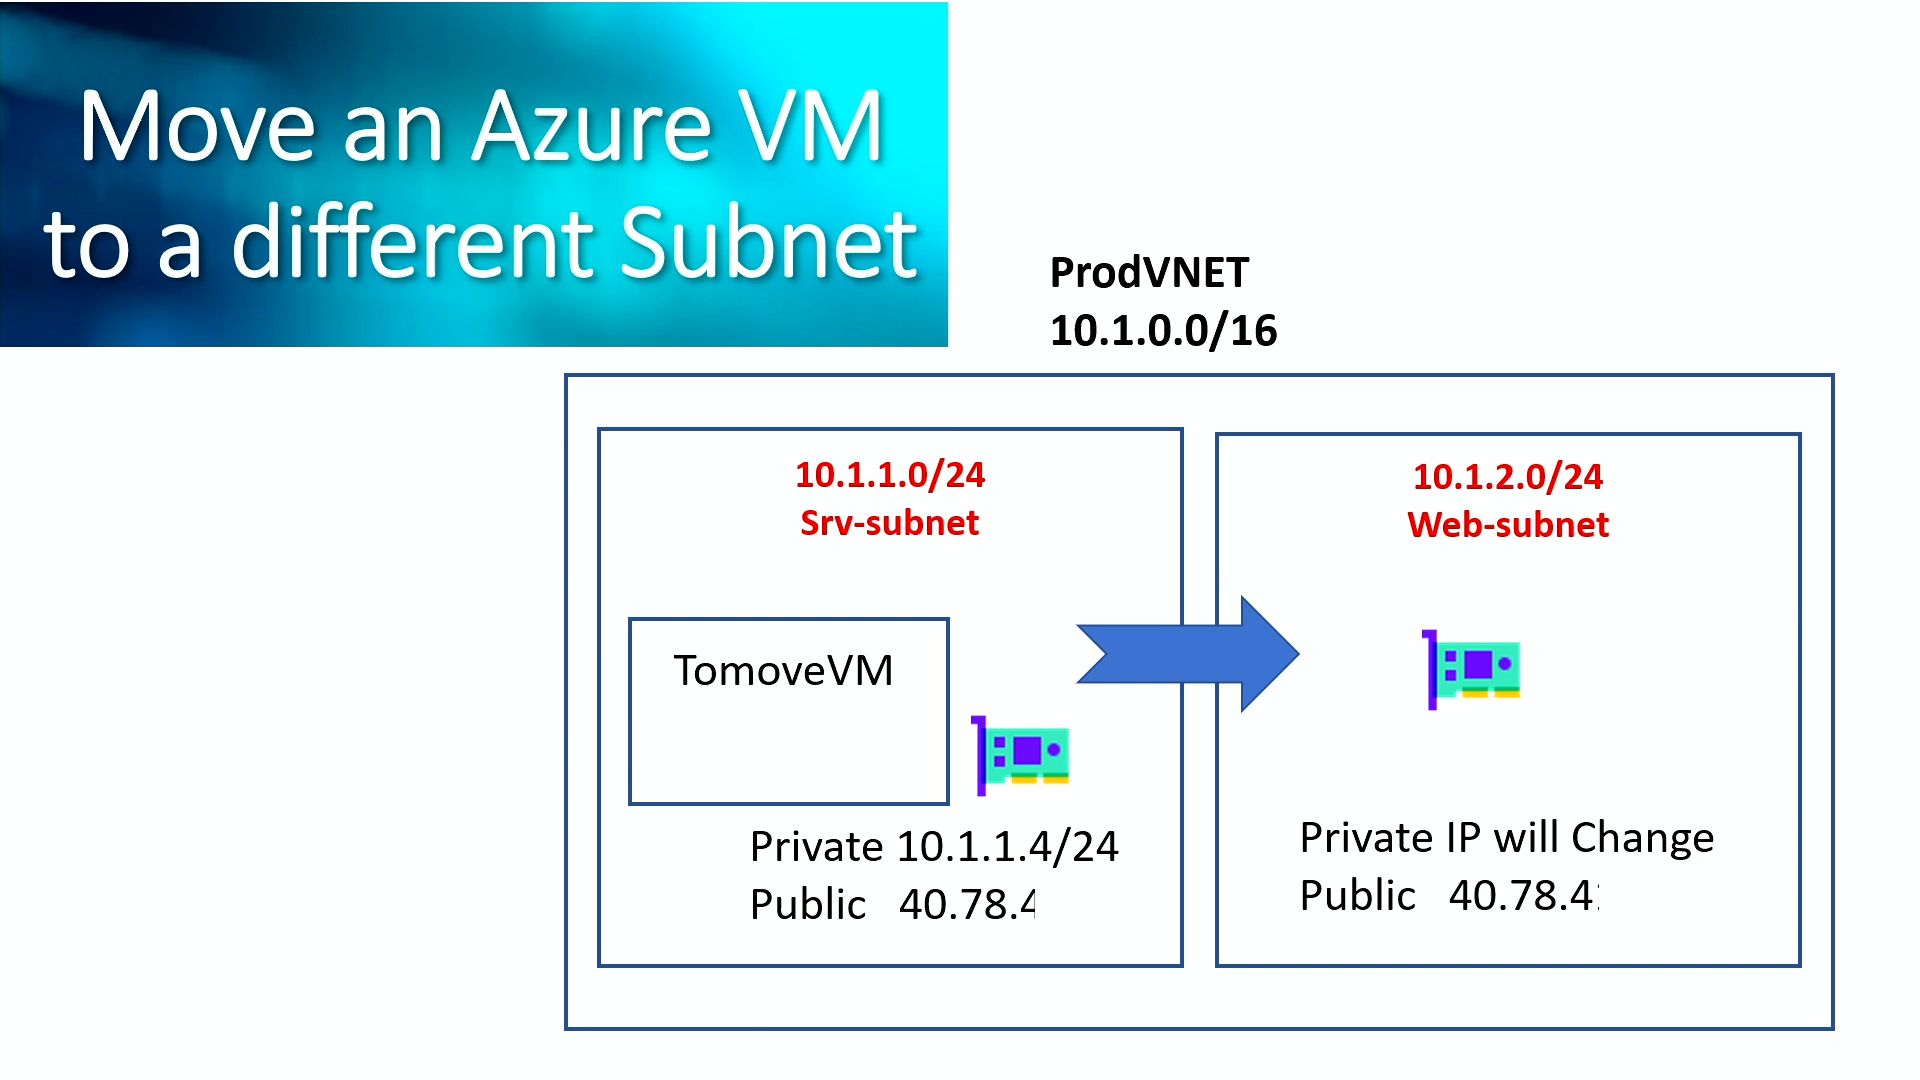 Move an Azure VM
to a different Subnet
ProdVNET
10.1.0.0/16
10.1.1.0/24
Srv-subnet
TomoveVM
Private 10.1.1.4/24
Public 40.78.4
10.1.2.0/24
Web-subnet
Private IP will Change
Public 40.78.4